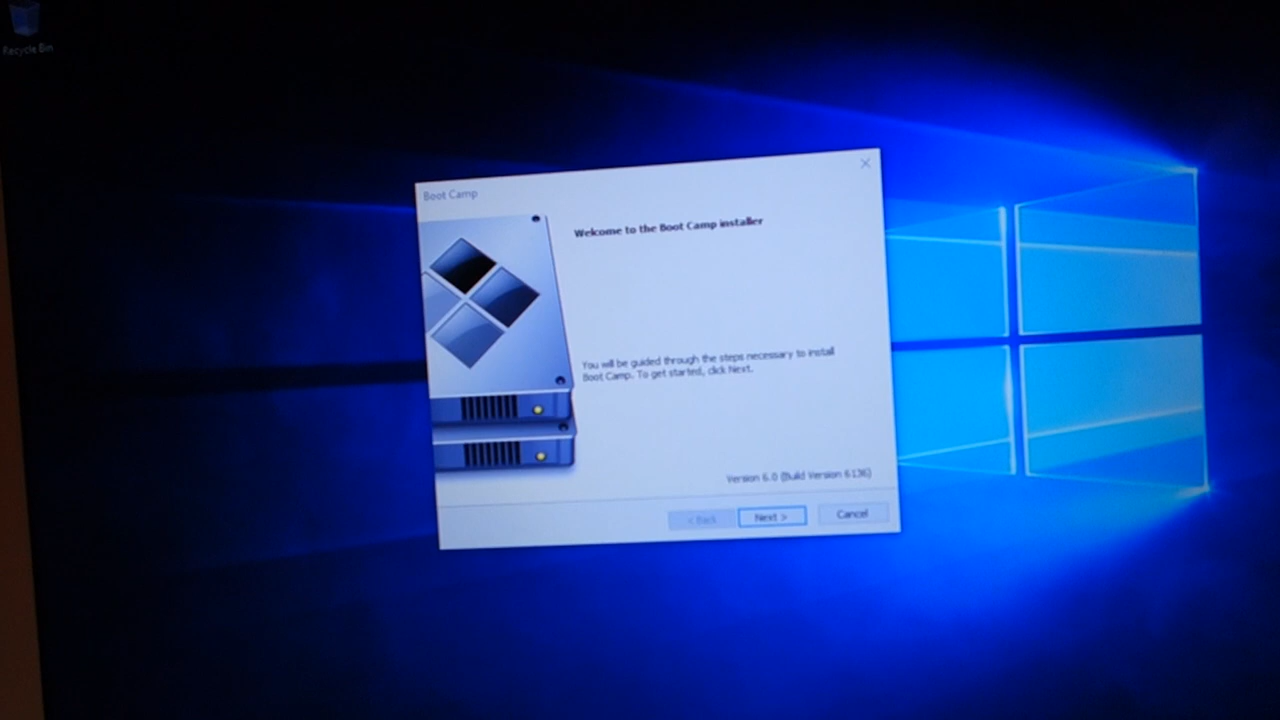 Recycle Bin
Boot Camp
Welcome to the Boot Camp installer
You will be guided through the steps necessary to install
Boot Camp. To get started, click Next.
Version 6.0 (Build Version 6136)
< Back
Next >
Cancel